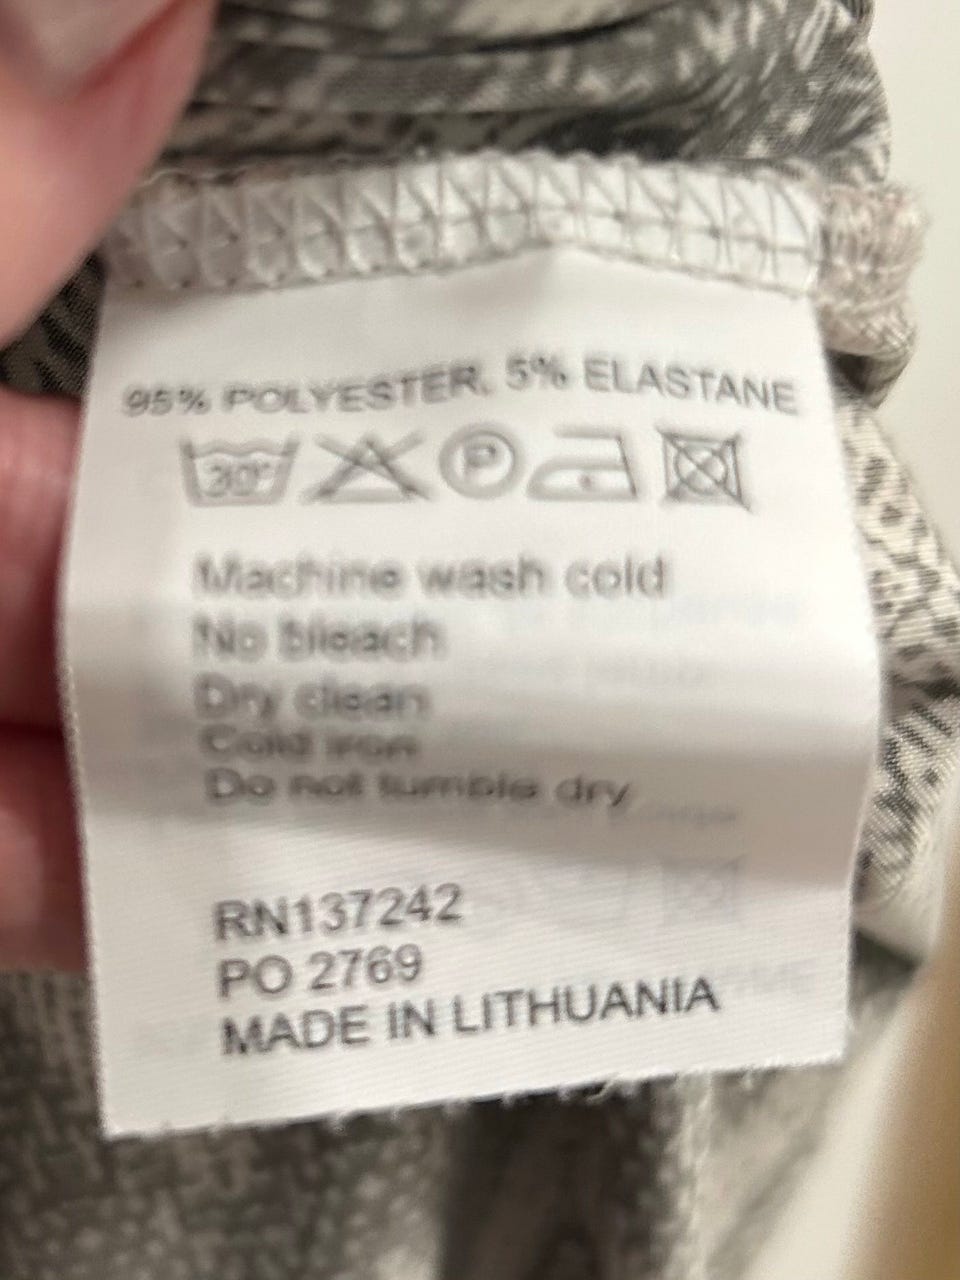 95% POLYESTER, 5% ELASTANE
30° P
Machine wash cold
No bleach
Dry clean
Cold iron
Do not tumble dry
RN137242
PO 2769
MADE IN LITHUANIA